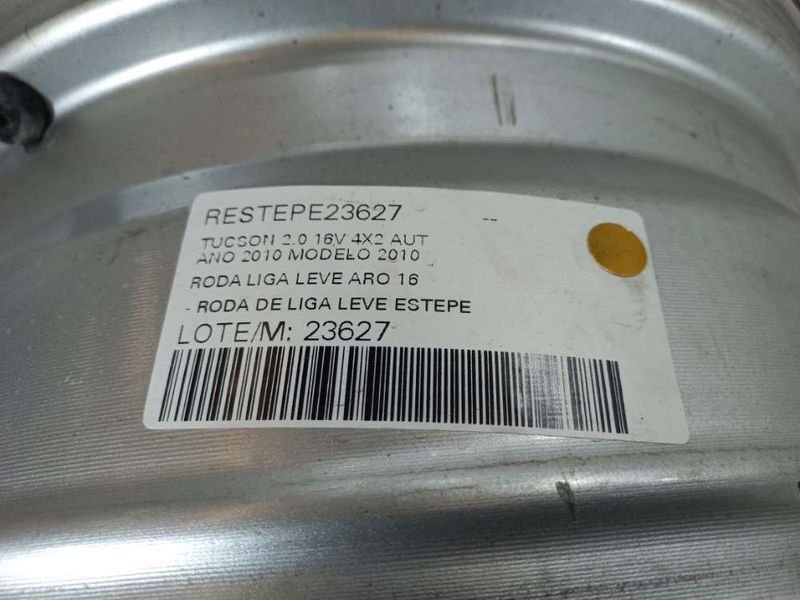 RESTEPE23627 --
TUCSON 2.0 16V 4X2 AUT
ANO 2010 MODELO 2010
RODA LIGA LEVE ARO 16
- RODA DE LIGA LEVE ESTEPE
LOTE/M: 23627